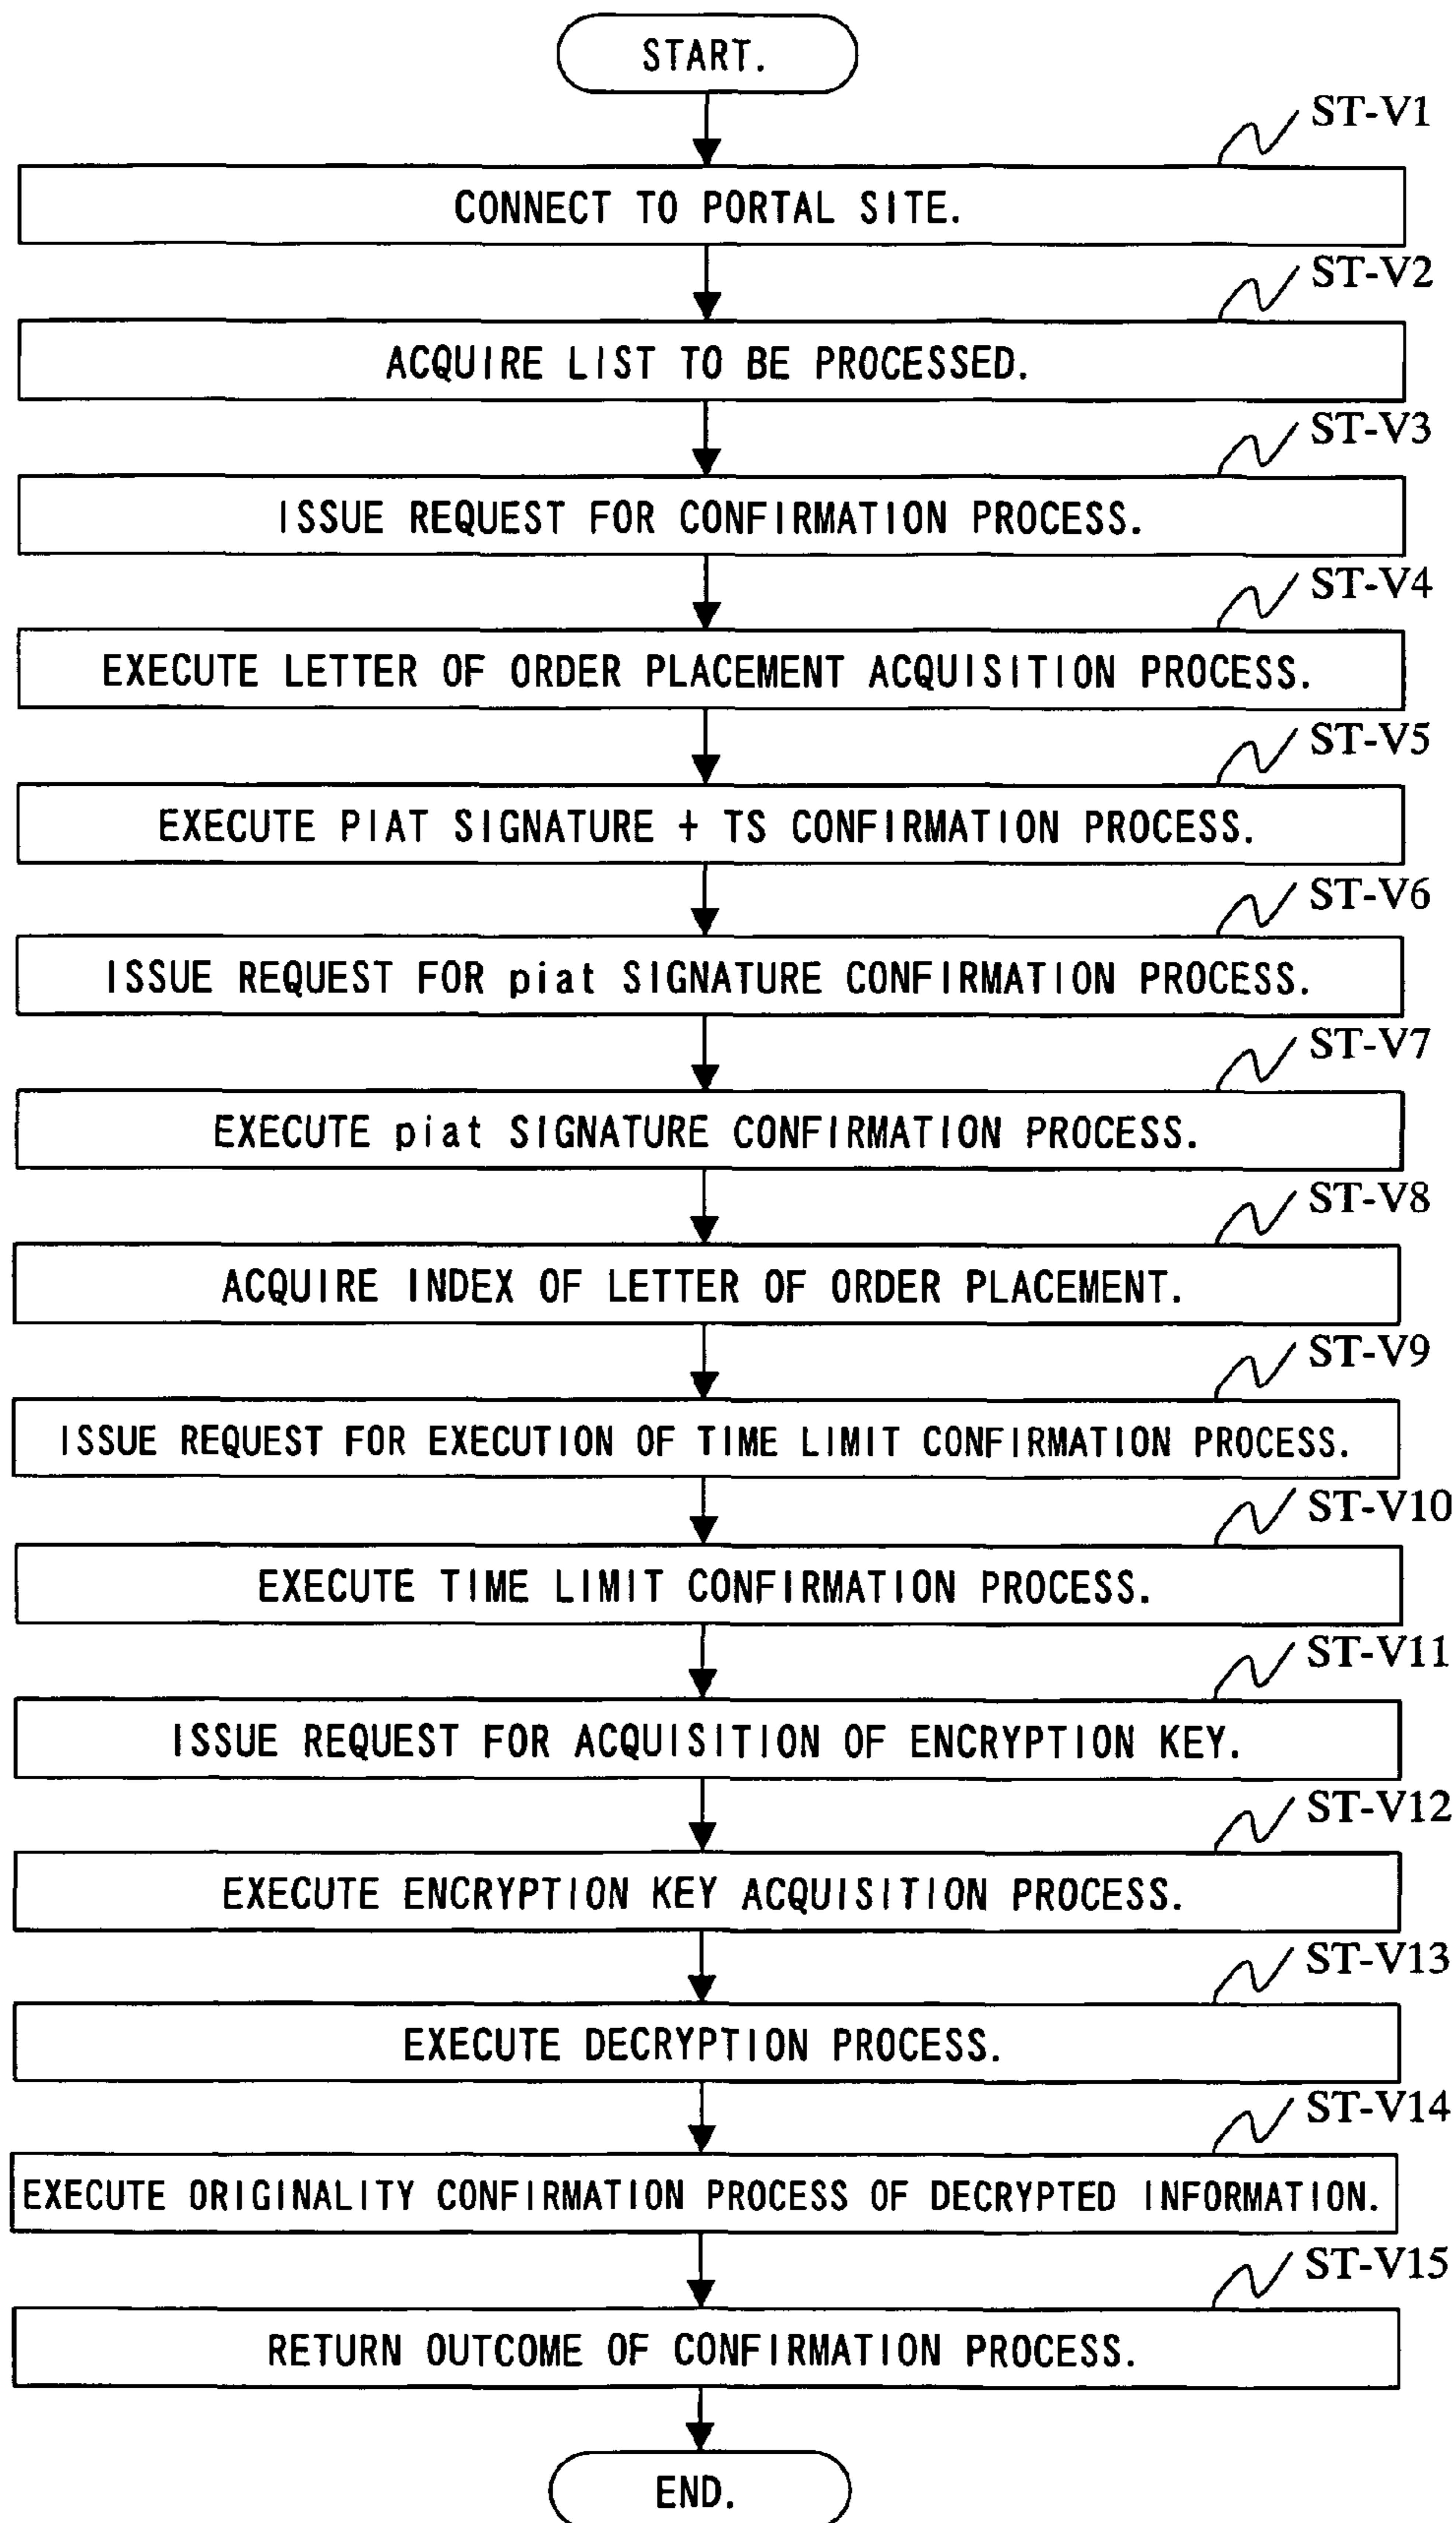 START.
ST-V1
CONNECT TO PORTAL SITE.
ST-V2
ACQUIRE LIST TO BE PROCESSED.
ST-V3
ISSUE REQUEST FOR CONFIRMATION PROCESS.
ST-V4
EXECUTE LETTER OF ORDER PLACEMENT ACQUISITION PROCESS.
ST-V5
EXECUTE PIAT SIGNATURE + TS CONFIRMATION PROCESS.
ST-V6
ISSUE REQUEST FOR piat SIGNATURE CONFIRMATION PROCESS.
ST-V7
EXECUTE piat SIGNATURE CONFIRMATION PROCESS.
ST-V8
ACQUIRE INDEX OF LETTER OF ORDER PLACEMENT.
ST-V9
ISSUE REQUEST FOR EXECUTION OF TIME LIMIT CONFIRMATION PROCESS.
ST-V10
EXECUTE TIME LIMIT CONFIRMATION PROCESS.
ST-V11
ISSUE REQUEST FOR ACQUISITION OF ENCRYPTION KEY.
ST-V12
EXECUTE ENCRYPTION KEY ACQUISITION PROCESS.
ST-V13
EXECUTE DECRYPTION PROCESS.
ST-V14
EXECUTE ORIGINALITY CONFIRMATION PROCESS OF DECRYPTED INFORMATION.
ST-V15
RETURN OUTCOME OF CONFIRMATION PROCESS.
END.